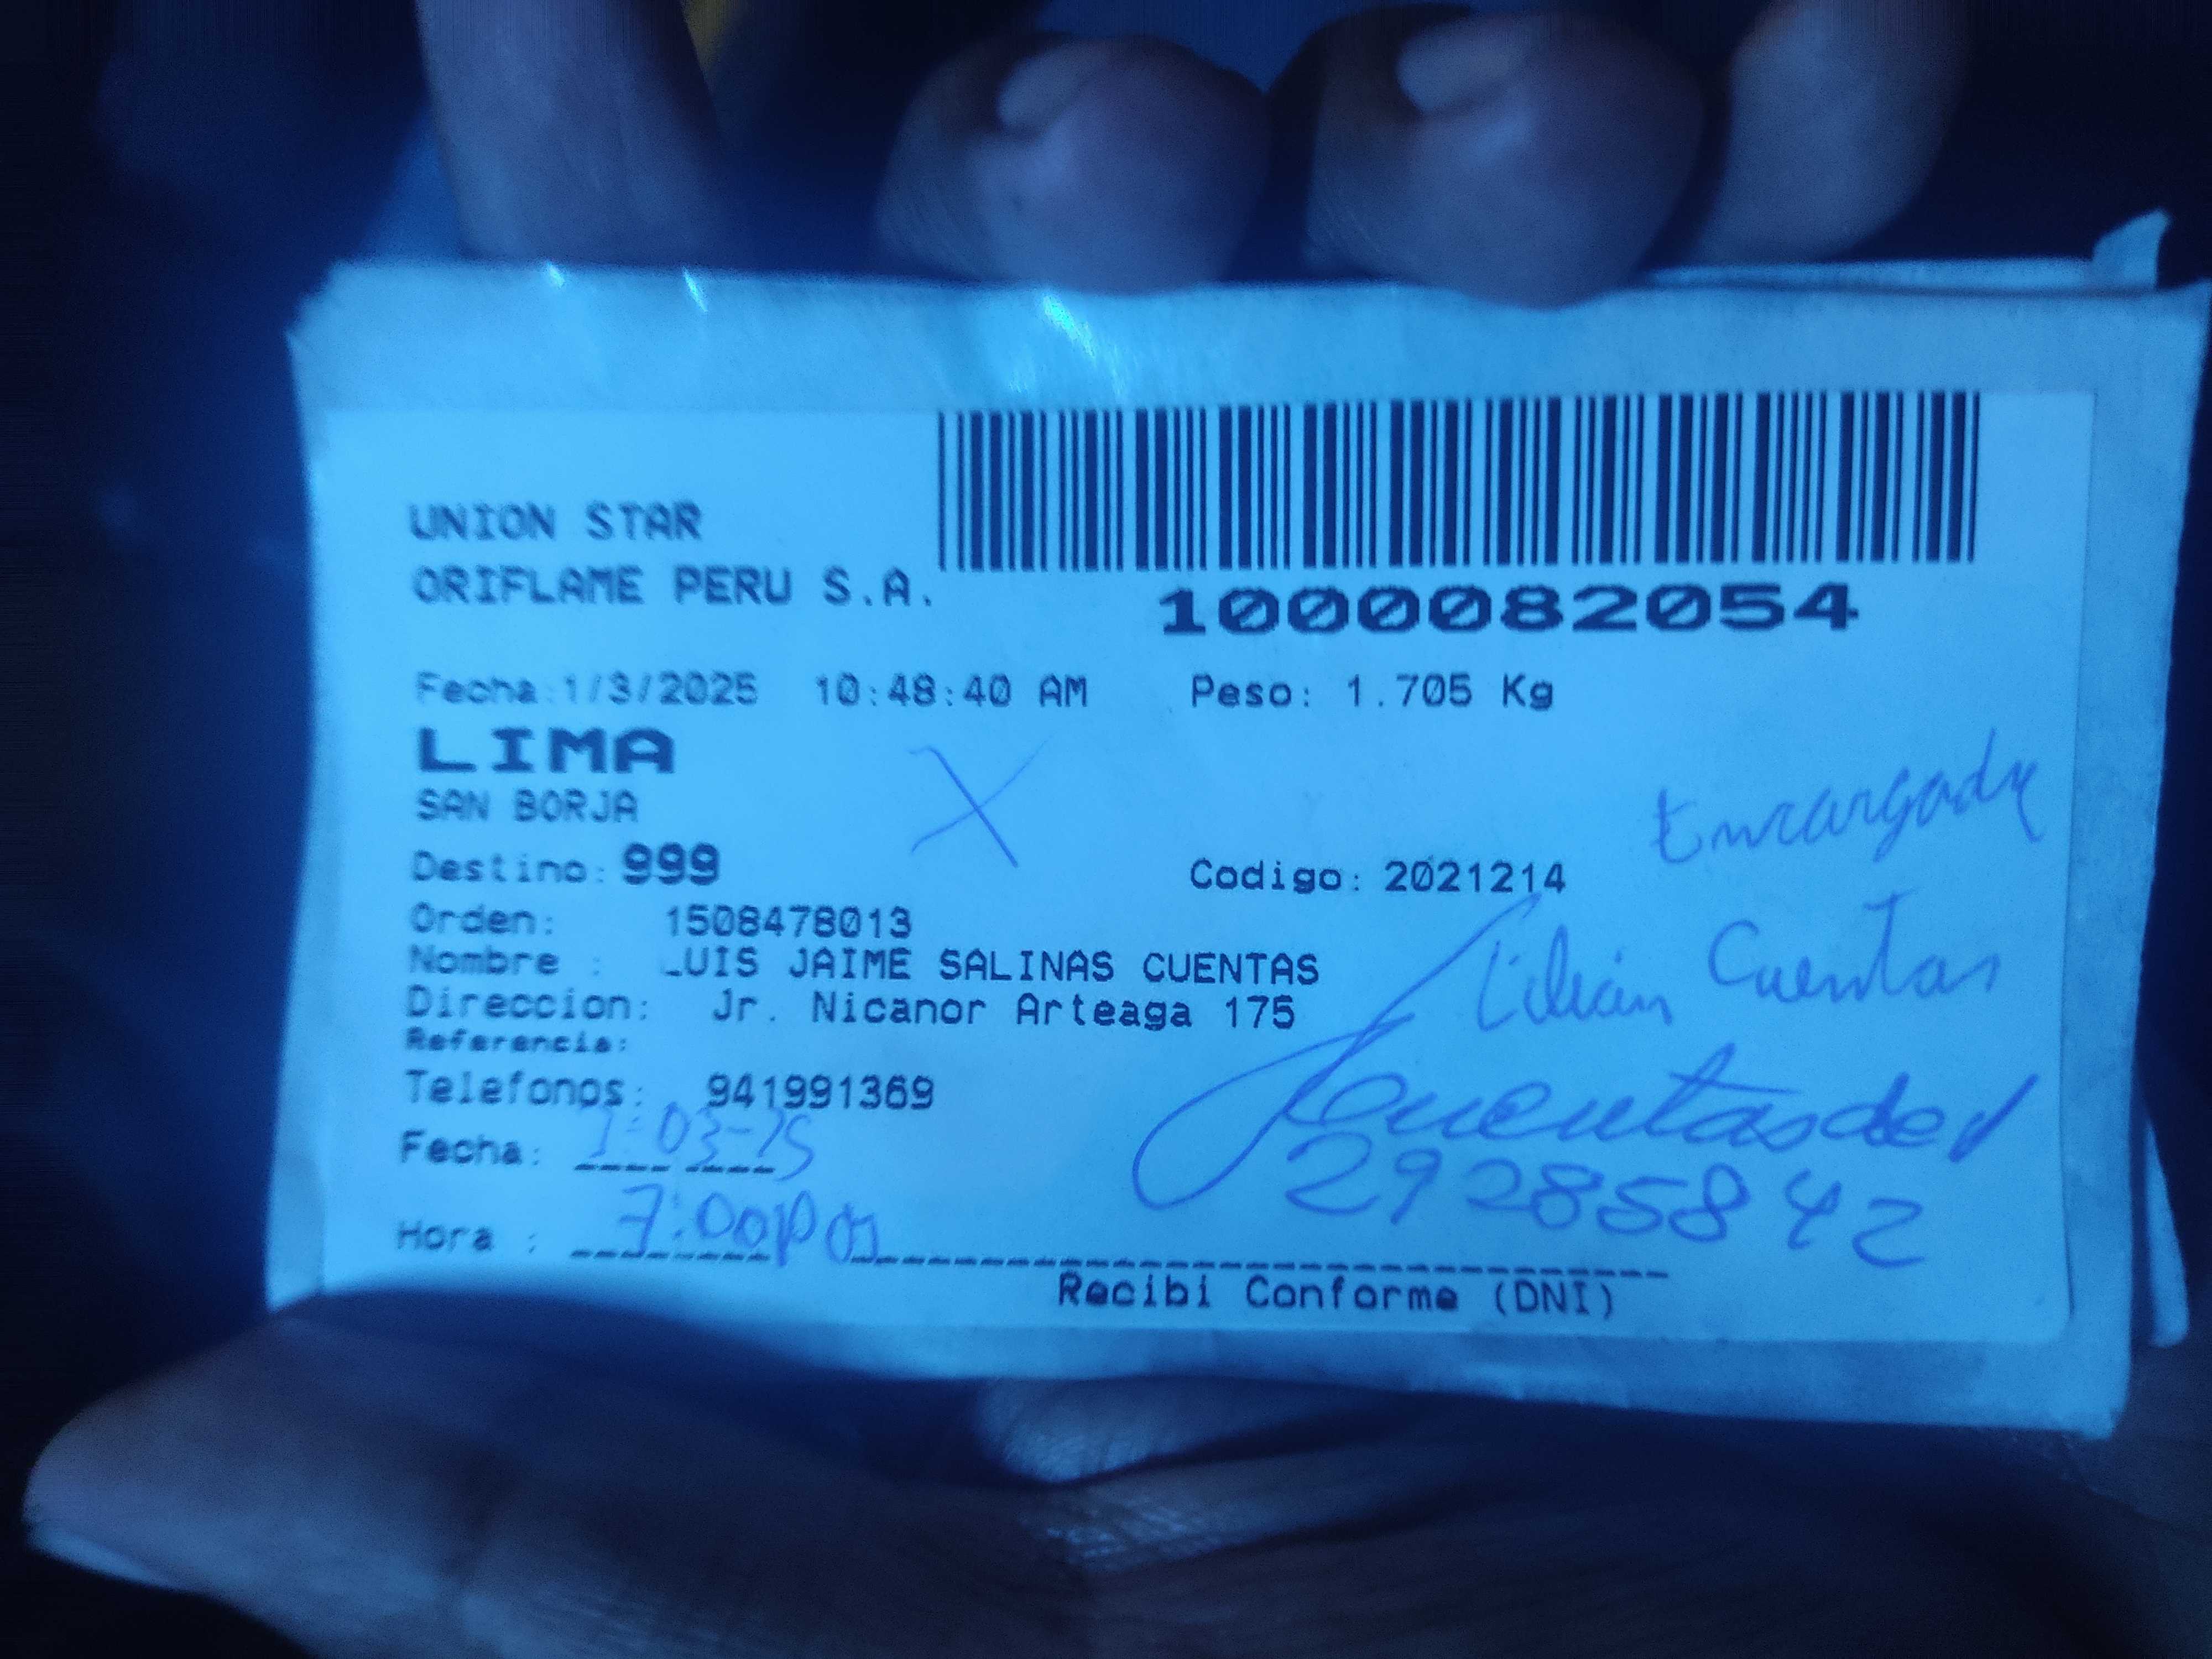 UNION STAR
ORIFLAME PERU S.A.
1000082054
Fecha:1/3/2025 10:48:40 AM Peso: 1.705 Kg
LIMA
SAN BORJA
X
Encargada
Destino: 999 Codigo: 2021214
Orden: 1508478013
Nombre : LUIS JAIME SALINAS CUENTAS
Lilian Cuentas
Direccion: Jr. Nicanor Arteaga 175
Referencia:
Telefonos: 941991369
Fecha: 03-
29285842
Hora : 7:00pm
Recibi Conforme (DNI)